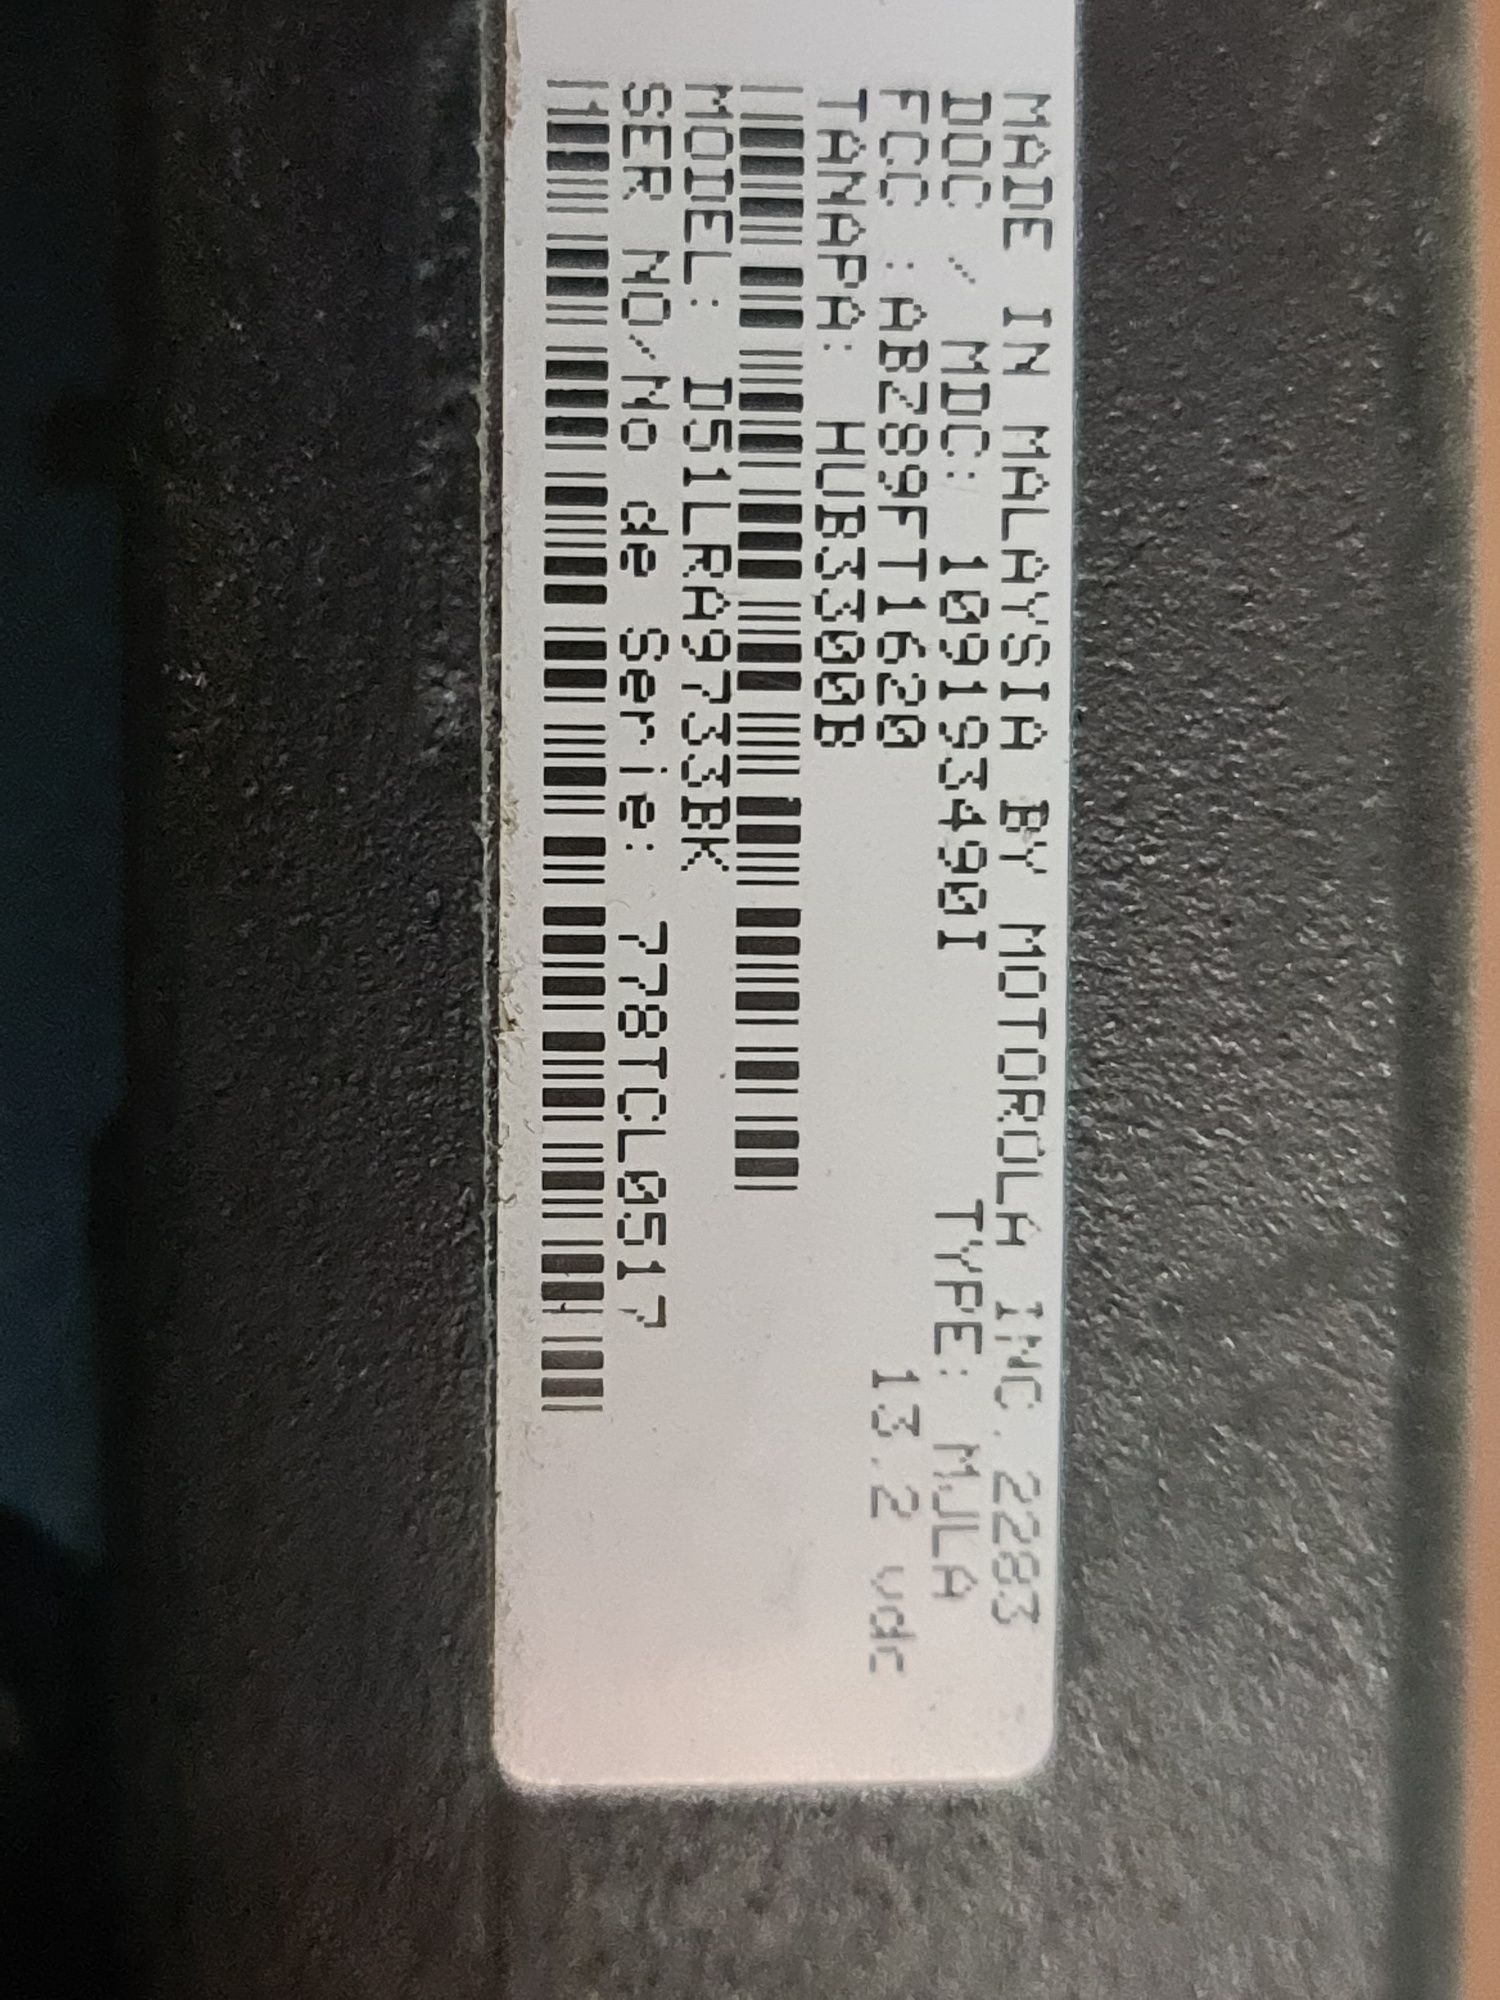 MADE IN MALAYSIA BY MOTOROLA INC. 2283
DOC / MDC: 109193490I TYPE: MJLA
FCC : ABZ89FT1620 13.2 vdc
TANAPA: HUB3300B
MODEL: D51LRA9733BK
SER NO/No de Serie: 778TCL0517